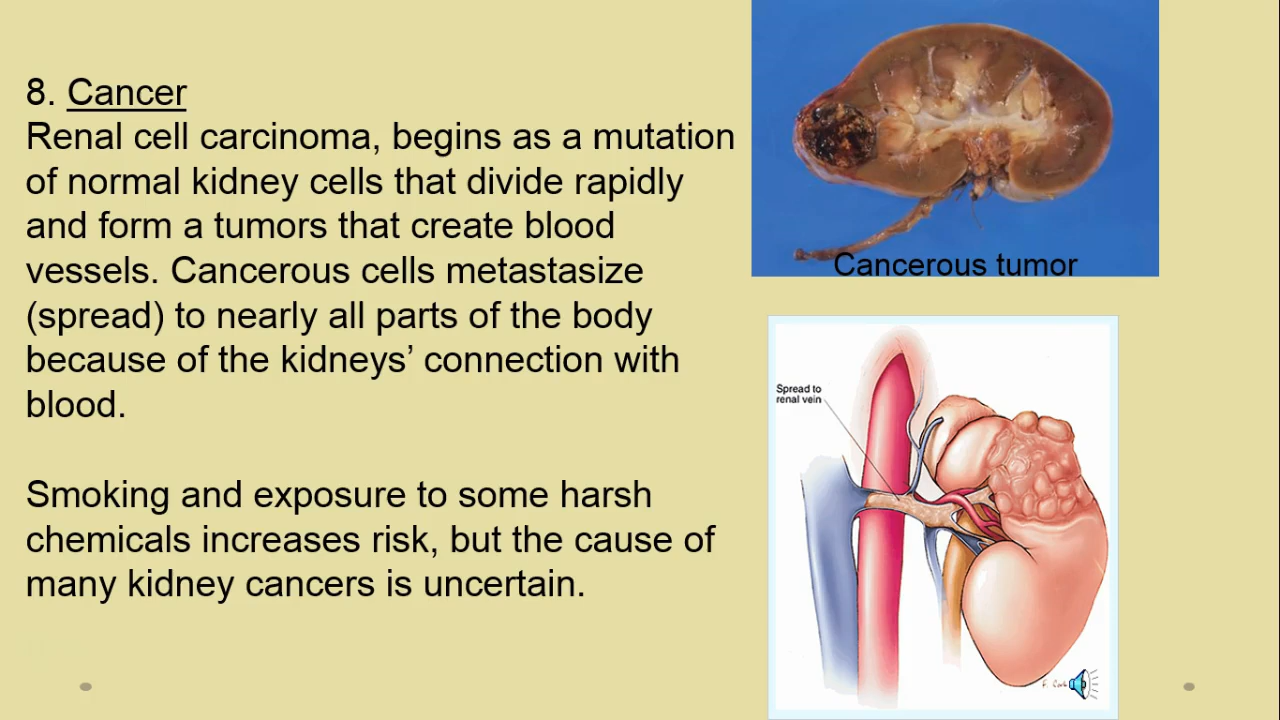 8. Cancer
Renal cell carcinoma, begins as a mutation
of normal kidney cells that divide rapidly
and form a tumors that create blood
vessels. Cancerous cells metastasize
(spread) to nearly all parts of the body
because of the kidneys’ connection with
blood.
Smoking and exposure to some harsh
chemicals increases risk, but the cause of
many kidney cancers is uncertain.
Cancerous tumor
Spread to
renal vein